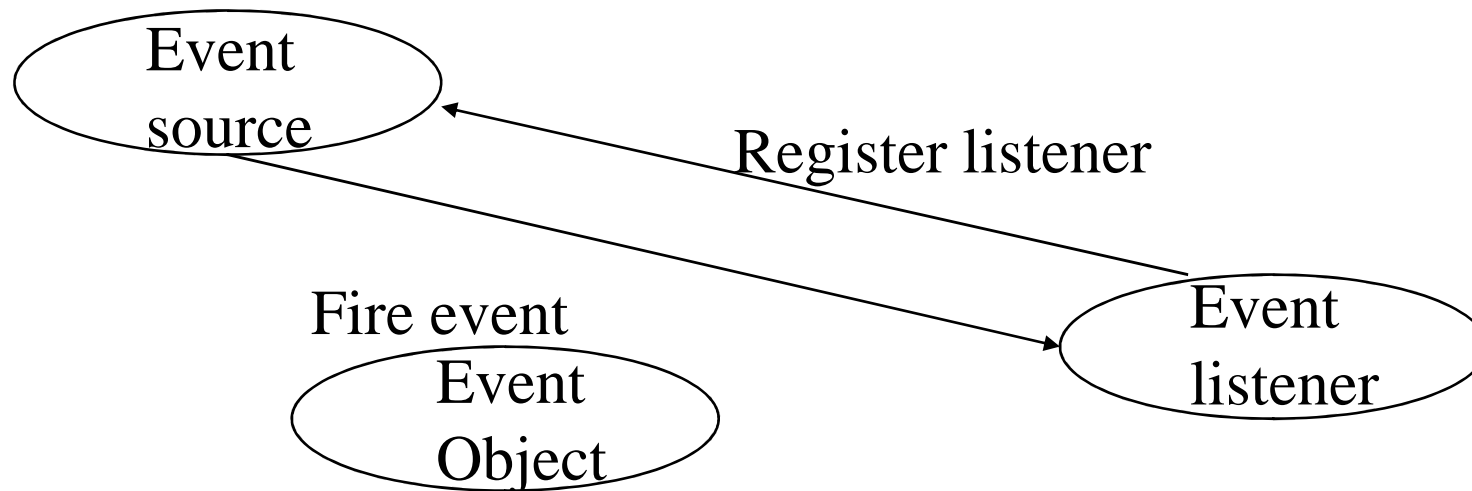 Event
source
Register listener
Fire event
Event
Object
Event
listener